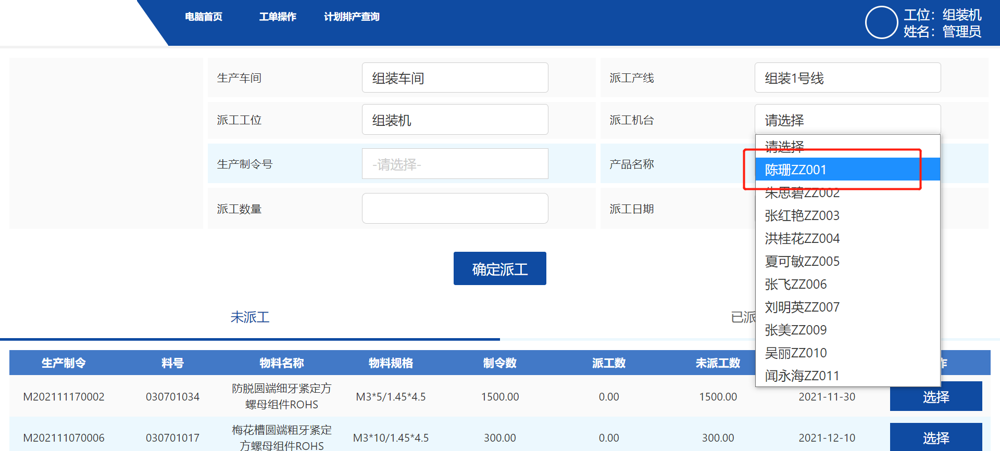 电脑首页
工单操作
计划排产查询
工位：组装机
姓名：管理员
生产车间
组装车间
派工产线
组装1号线
派工工位
组装机
派工机台
请选择
生产制令号
-请选择-
产品名称
派工数量
派工日期
请选择
陈珊ZZ001
朱思碧ZZ002
张红艳ZZ003
洪桂花ZZ004
夏可敏ZZ005
张飞ZZ006
刘明英ZZ007
张美ZZ009
吴丽ZZ010
闻永海ZZ011
确定派工
未派工
已派
生产制令 料号 物料名称 物料规格 制令数 派工数 未派工数 作
M202111170002 030701034 防脱圆端细牙紧定方 M3*5/1.45*4.5 1500.00 0.00 1500.00 2021-11-30 选择
螺母组件ROHS
M202111070006 030701017 梅花槽圆端粗牙紧定 M3*10/1.45*4.5 300.00 0.00 300.00 2021-12-10 选择
方螺母组件ROHS